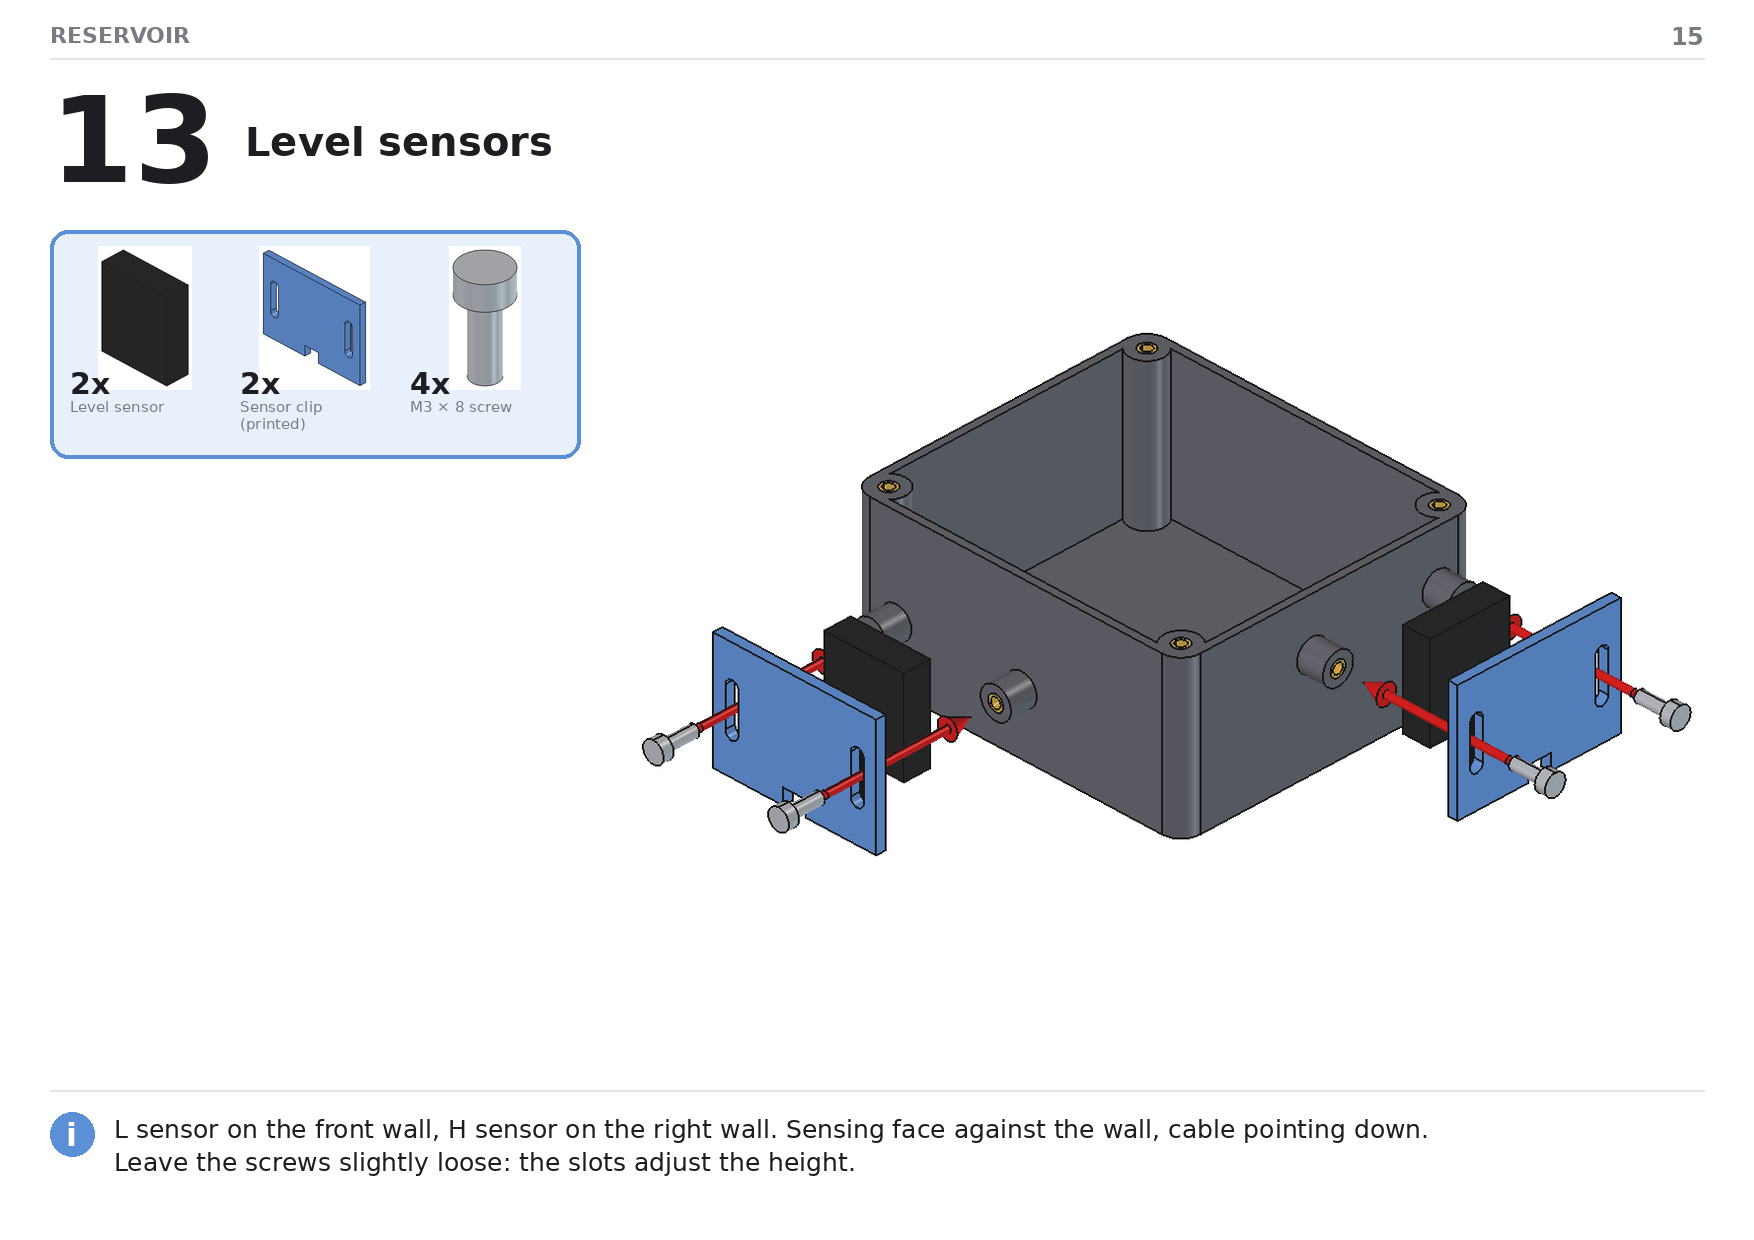 RESERVOIR
15
13 Level sensors
2x
Level sensor
2x
Sensor clip
(printed)
4x
M3 × 8 screw
i
L sensor on the front wall, H sensor on the right wall. Sensing face against the wall, cable pointing down.
Leave the screws slightly loose: the slots adjust the height.